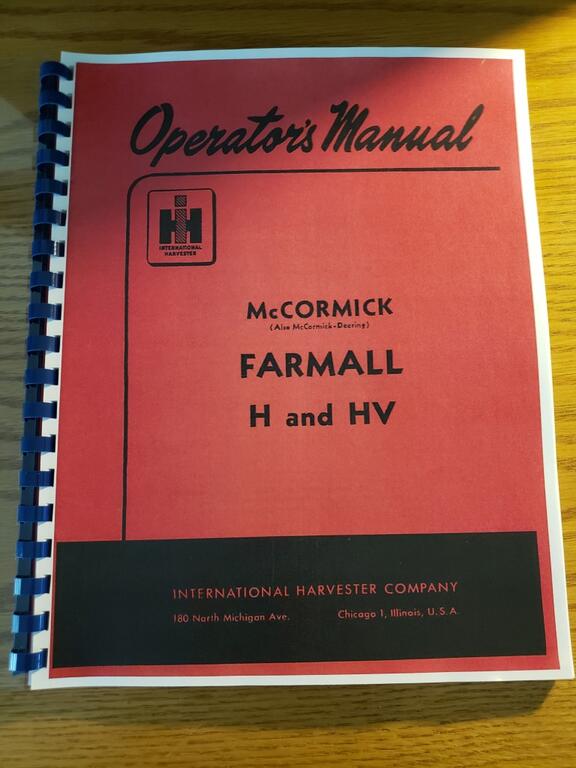 Operator's Manual
IH
INTERNATIONAL
HARVESTER
McCORMICK
(Also McCormick-Deering)
FARMALL
H and HV
INTERNATIONAL HARVESTER COMPANY
180 North Michigan Ave. Chicago 1, Illinois, U.S.A.